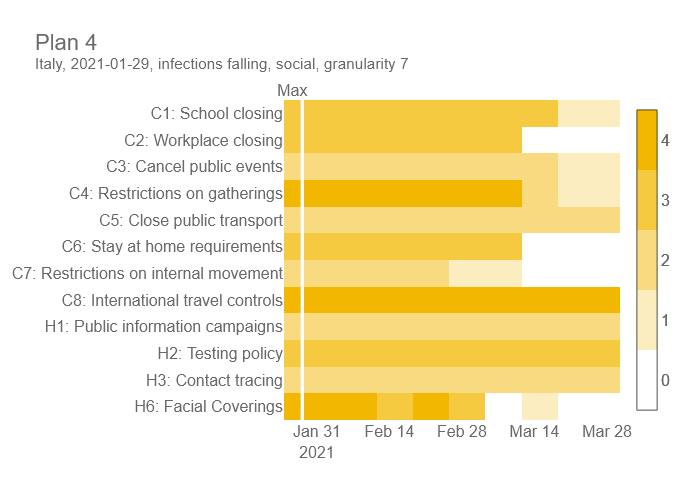 Plan 4
Italy, 2021-01-29, infections falling, social, granularity 7
Max
C1: School closing
C2: Workplace closing
C3: Cancel public events
C4: Restrictions on gatherings
C5: Close public transport
C6: Stay at home requirements
C7: Restrictions on internal movement
C8: International travel controls
H1: Public information campaigns
H2: Testing policy
H3: Contact tracing
H6: Facial Coverings
Jan 31 Feb 14 Feb 28 Mar 14 Mar 28
2021
4
3
2
1
0